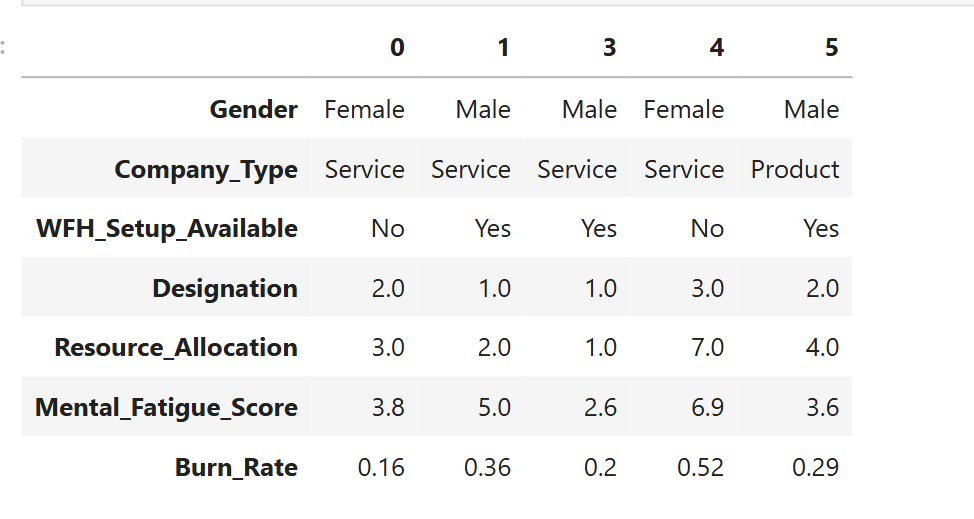 0 1 3 4 5
Gender Female Male Male Female Male
Company_Type Service Service Service Service Product
WFH_Setup_Available No Yes Yes No Yes
Designation 2.0 1.0 1.0 3.0 2.0
Resource_Allocation 3.0 2.0 1.0 7.0 4.0
Mental_Fatigue_Score 3.8 5.0 2.6 6.9 3.6
Burn_Rate 0.16 0.36 0.2 0.52 0.29